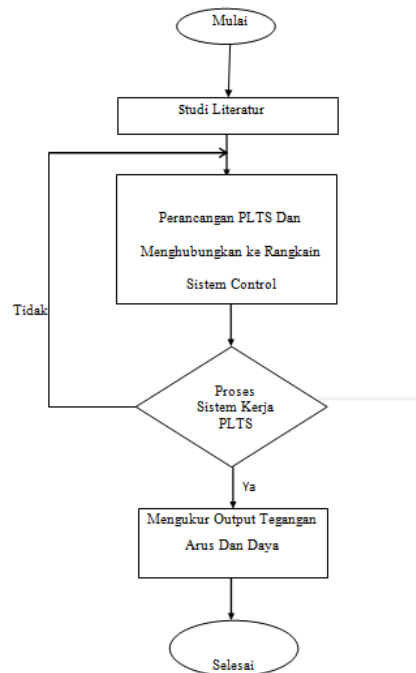 Mulai
Studi Literatur
Perancangan PLTS Dan
Menghubungkan ke Rangkain
Sistem Control
Tidak
Proses
Sistem Kerja
PLTS
Ya
Mengukur Output Tegangan
Arus Dan Daya
Selesai